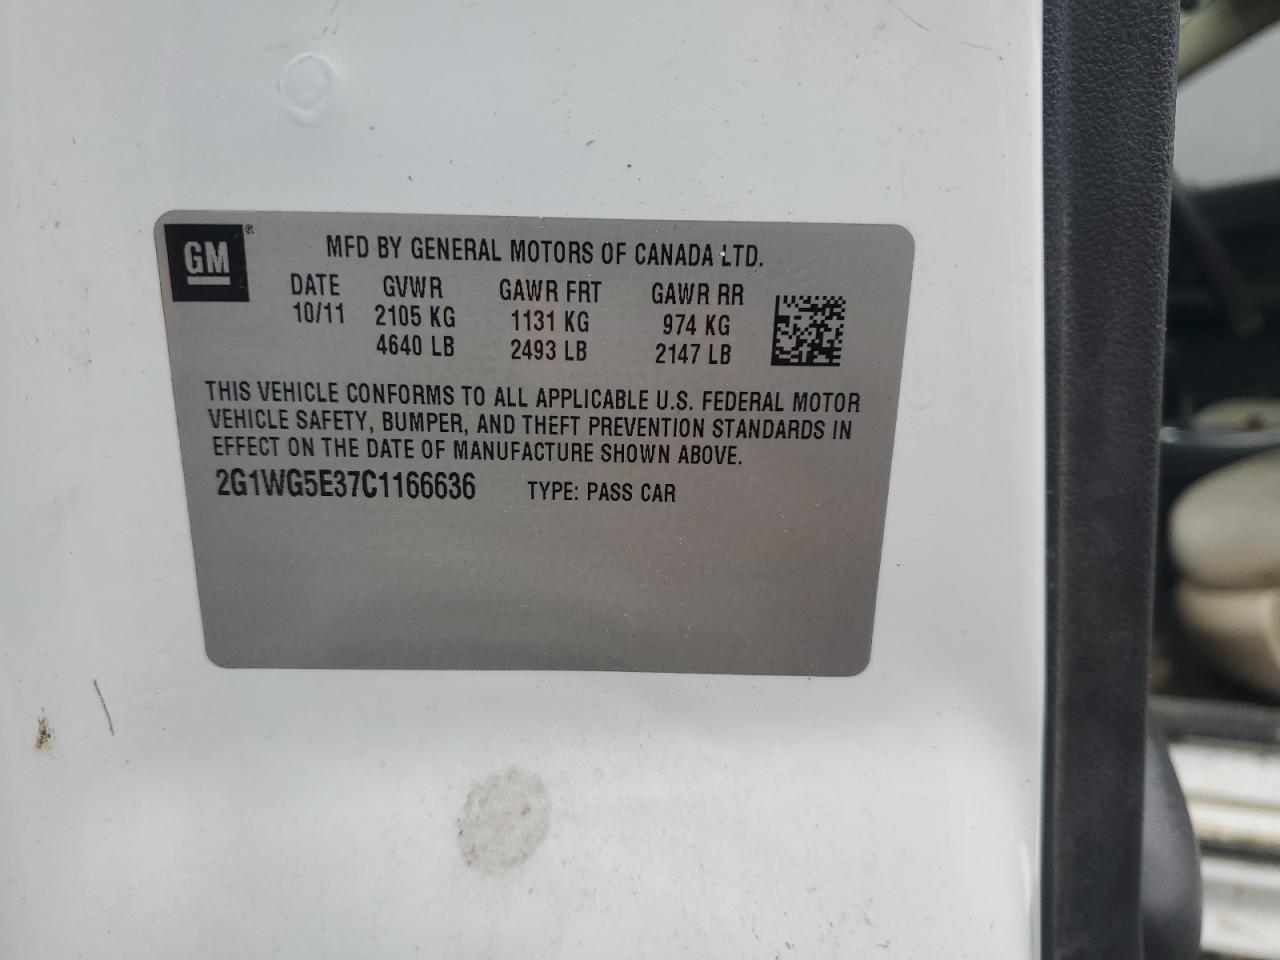 GM®
MFD BY GENERAL MOTORS OF CANADA LTD.
DATE GVWR GAWR FRT GAWR RR
10/11 2105 KG 1131 KG 974 KG
4640 LB 2493 LB 2147 LB
THIS VEHICLE CONFORMS TO ALL APPLICABLE U.S. FEDERAL MOTOR
VEHICLE SAFETY, BUMPER, AND THEFT PREVENTION STANDARDS IN
EFFECT ON THE DATE OF MANUFACTURE SHOWN ABOVE.
2G1WG5E37C1166636 TYPE: PASS CAR